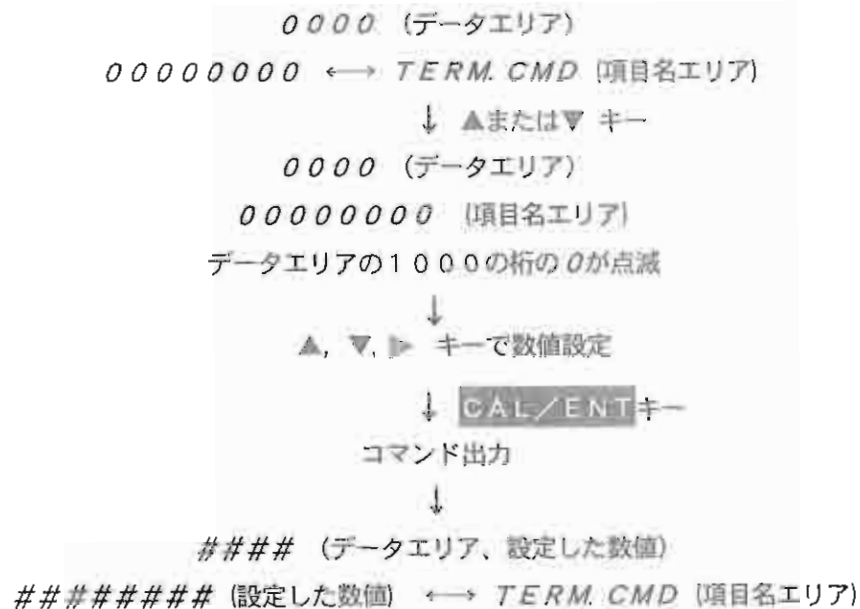 0000 (データエリア)
00000000 ←→ TERM. CMD (項目名エリア)
↓ ▲または▼ キー
0000 (データエリア)
00000000 (項目名エリア)
データエリアの1000の桁の0が点滅
↓
▲, ▼, ▶ キーで数値設定
↓ CAL/ENTキー
コマンド出力
↓
#### (データエリア、設定した数値)
######## (設定した数値) ←→ TERM. CMD (項目名エリア)